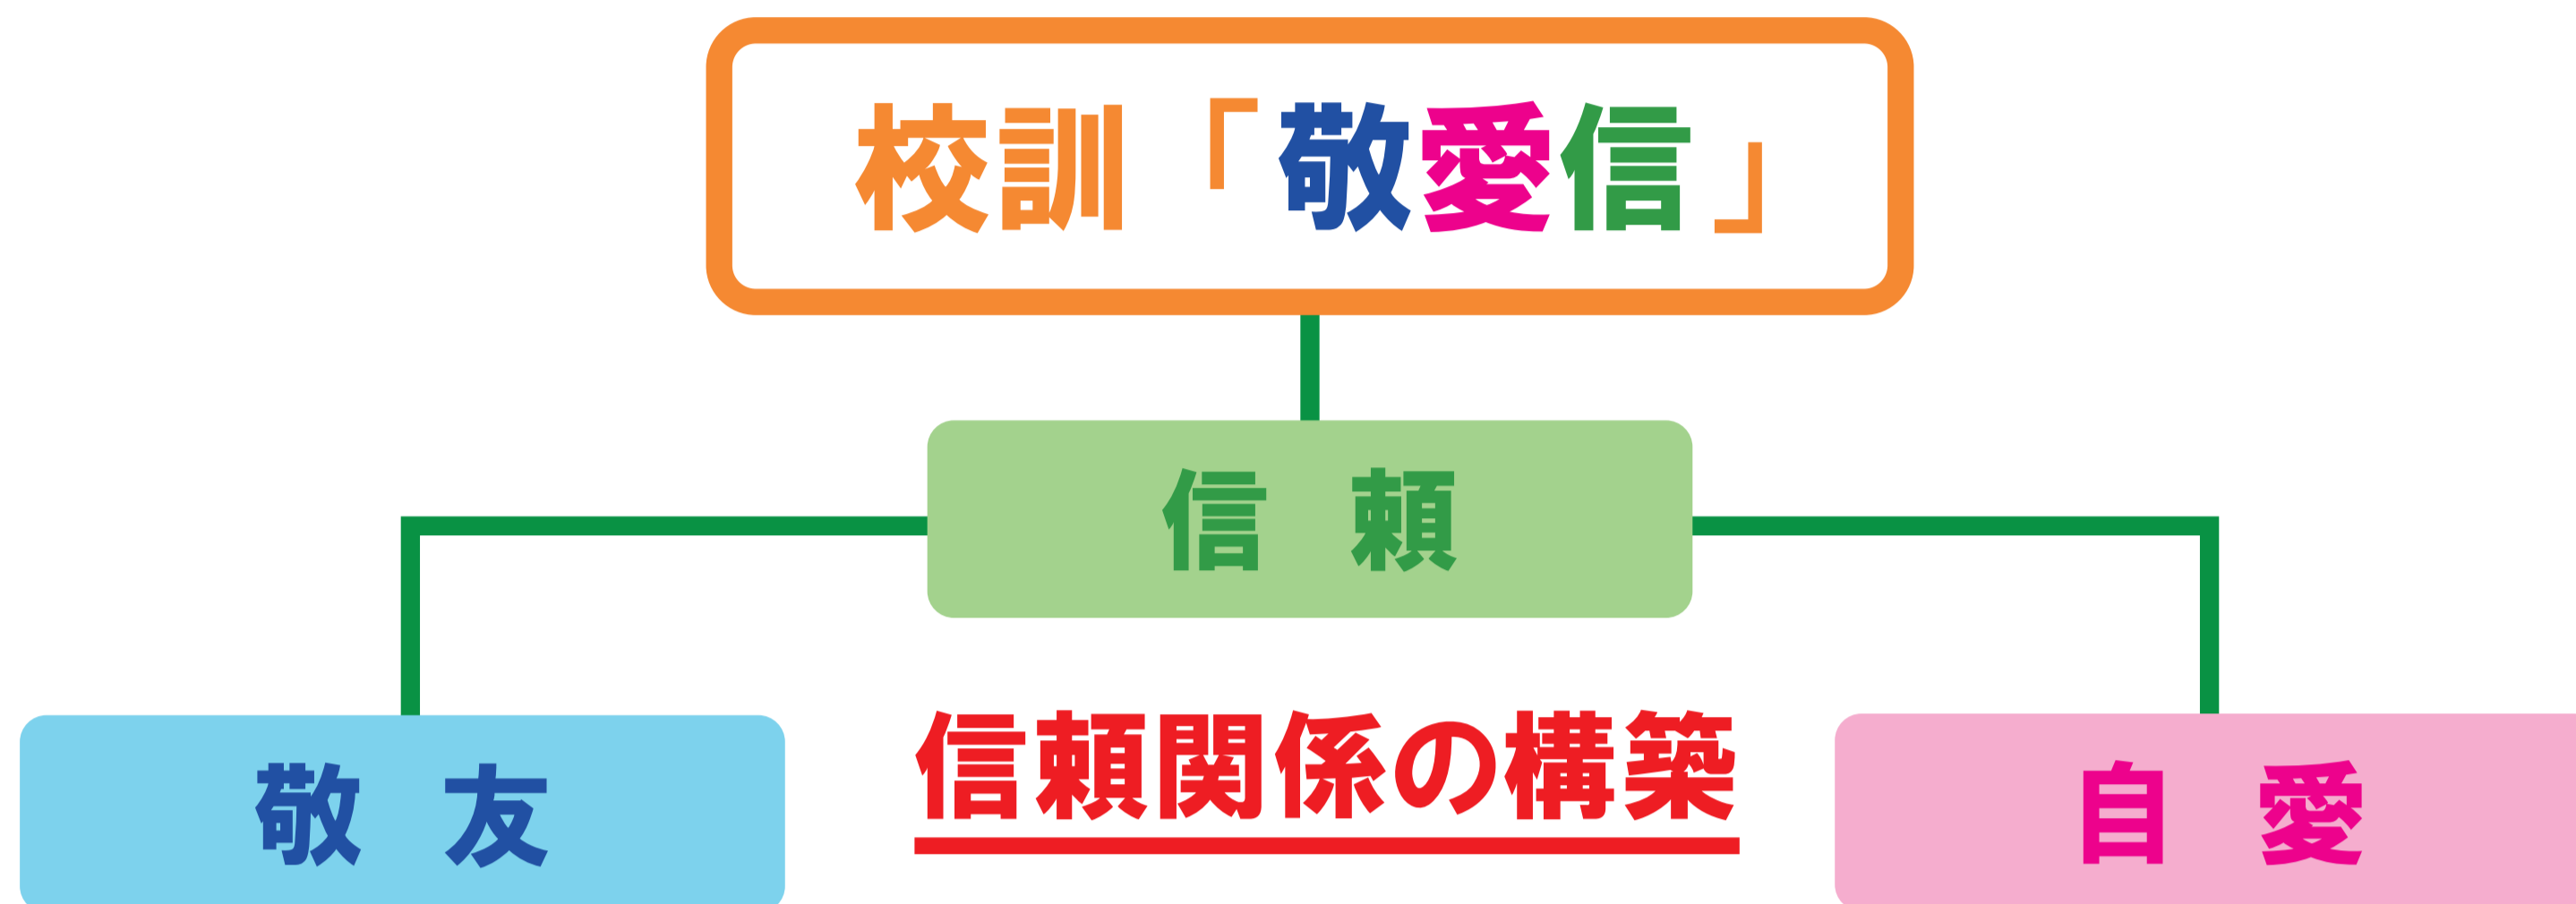 校訓「敬愛信」
信 頼
敬 友
信頼関係の構築
自 愛